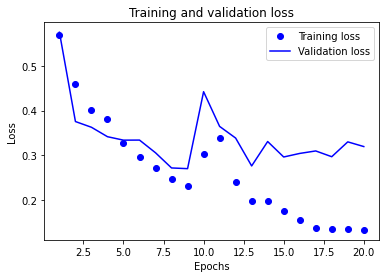 Training and validation loss
Training loss
Validation loss
0.5
0.4
0.3
0.2
Loss
2.5 5.0 7.5 10.0 12.5 15.0 17.5 20.0
Epochs